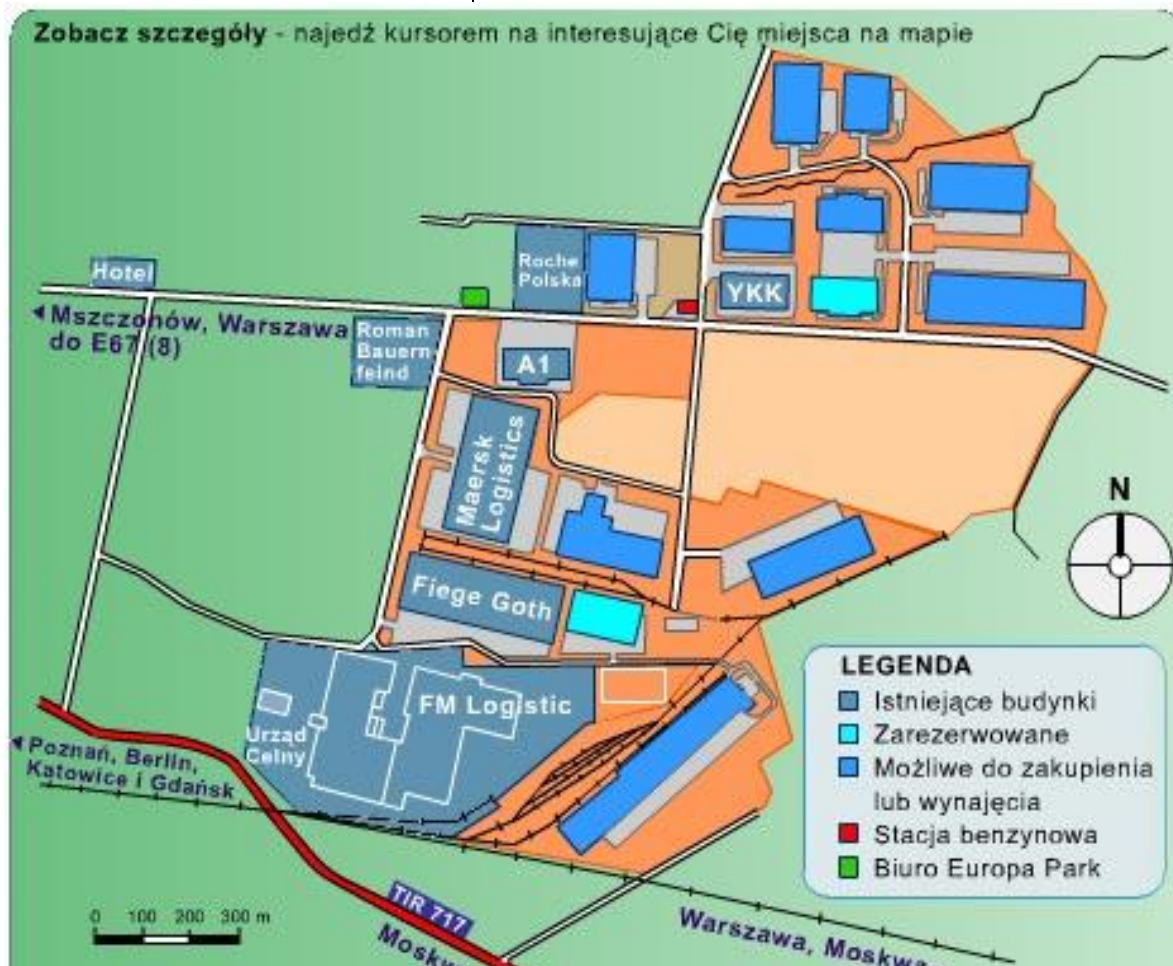 Zobacz szczegóły - najedź kursorem na interesujące Cię miejsca na mapie
Hotel
Roche
Polska
YKK
Mszczonów, Warszawa
do E67 (8)
Roman
Bauern
feind
A1
Maersk
Logistics
N
Fiege Goth
FM Logistic
Urząd
Celny
Poznań, Berlin,
Katowice i Gdańsk
LEGENDA
Istniejące budynki
Zarezerwowane
Możliwe do zakupienia
lub wynajęcia
Stacja benzynowa
Biuro Europa Park
0 100 200 300 m
TIR 717
Warszawa, Moskwa